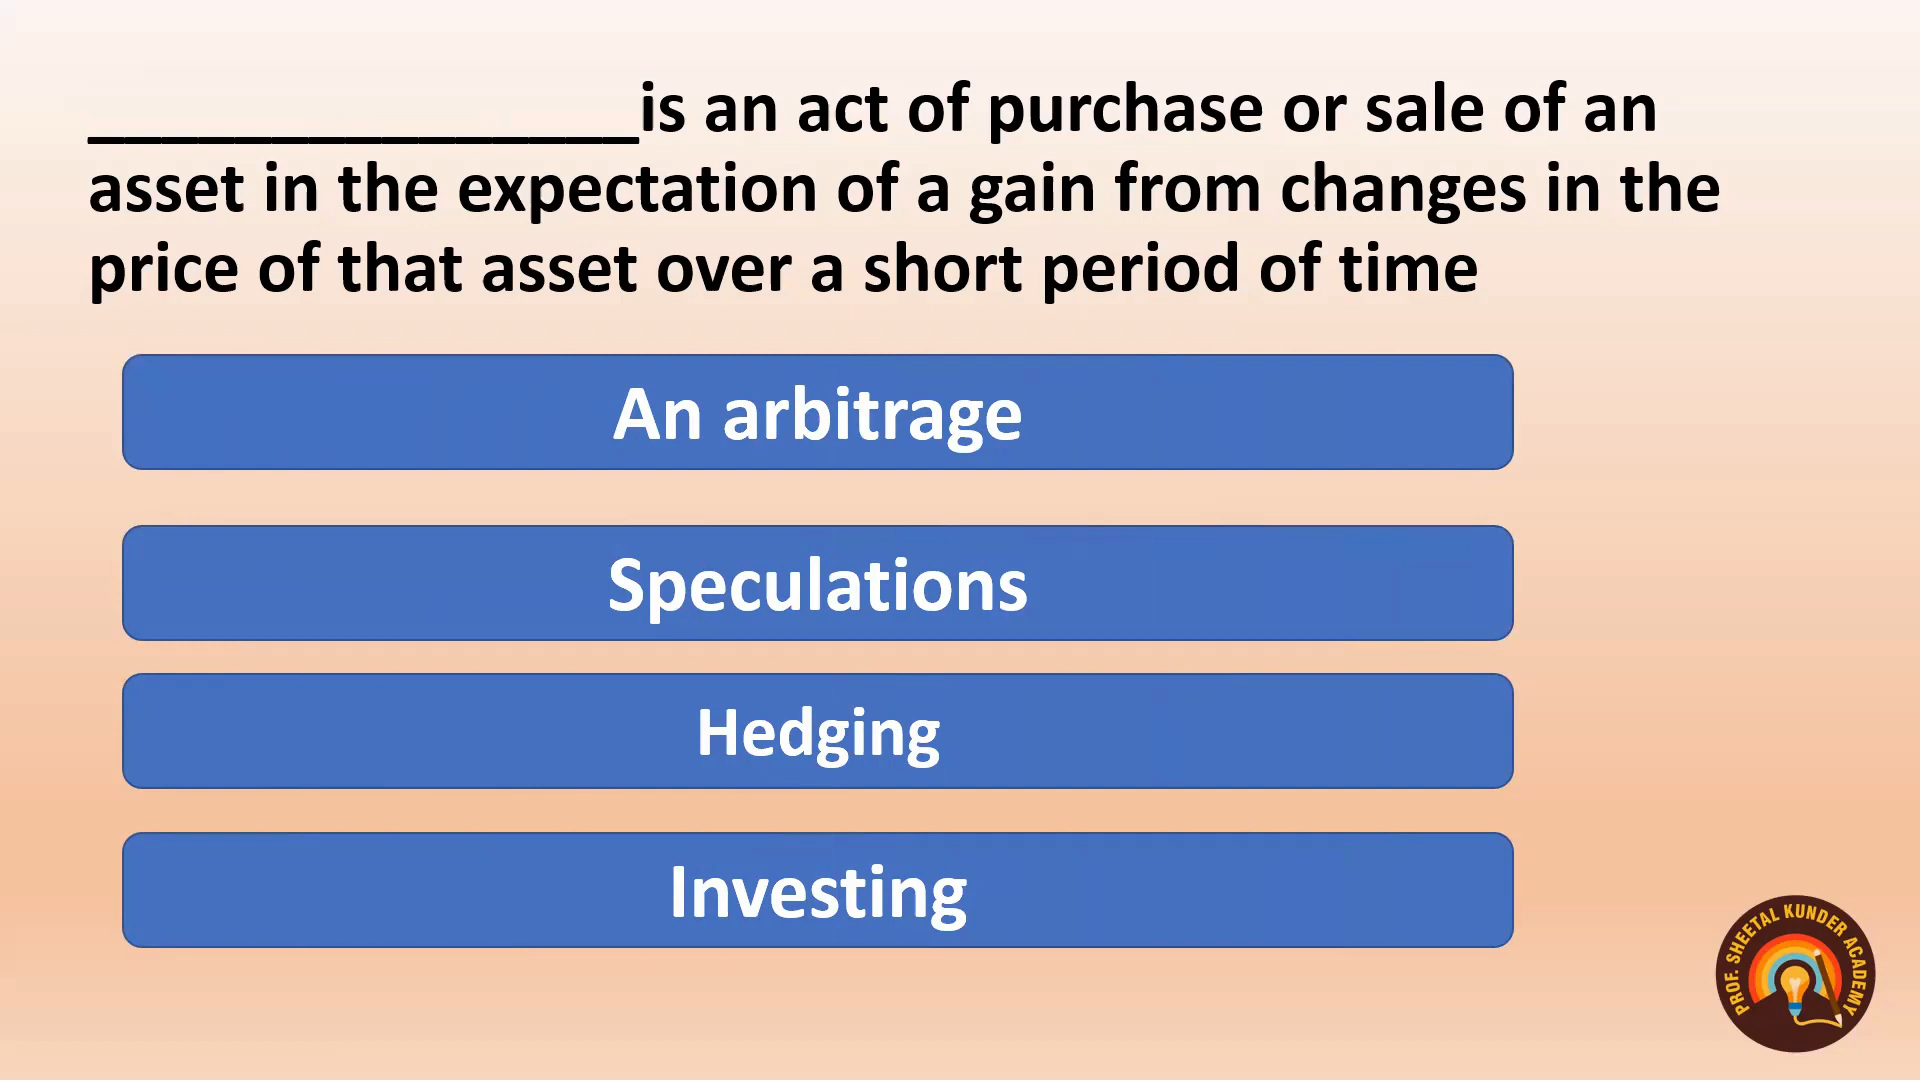 _______________is an act of purchase or sale of an
asset in the expectation of a gain from changes in the
price of that asset over a short period of time
An arbitrage
Speculations
Hedging
Investing
PROF. SHEETAL KUNDER ACADEMY